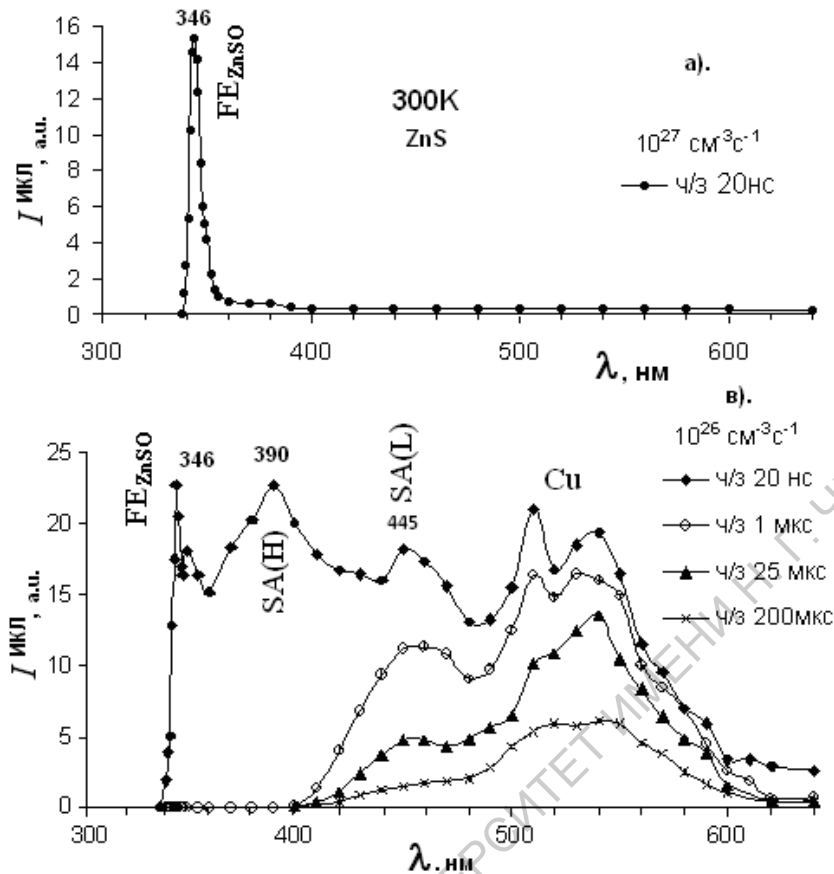 346
FE_ZnSO
а).
300К
ZnS
10^27 см^-3с^-1
ч/з 20нс
I^ИКЛ, a.u.
16
14
12
10
8
6
4
2
0
300 400 500 600
λ, нм
в).
10^26 см^-3с^-1
ч/з 20 нс
ч/з 1 мкс
ч/з 25 мкс
ч/з 200мкс
FE_ZnSO
346
390
SA(H)
SA(L)
445
Cu
I^ИКЛ, a.u.
25
20
15
10
5
0
300 400 500 600
λ, нм
ИМЕНИ Н. Г.